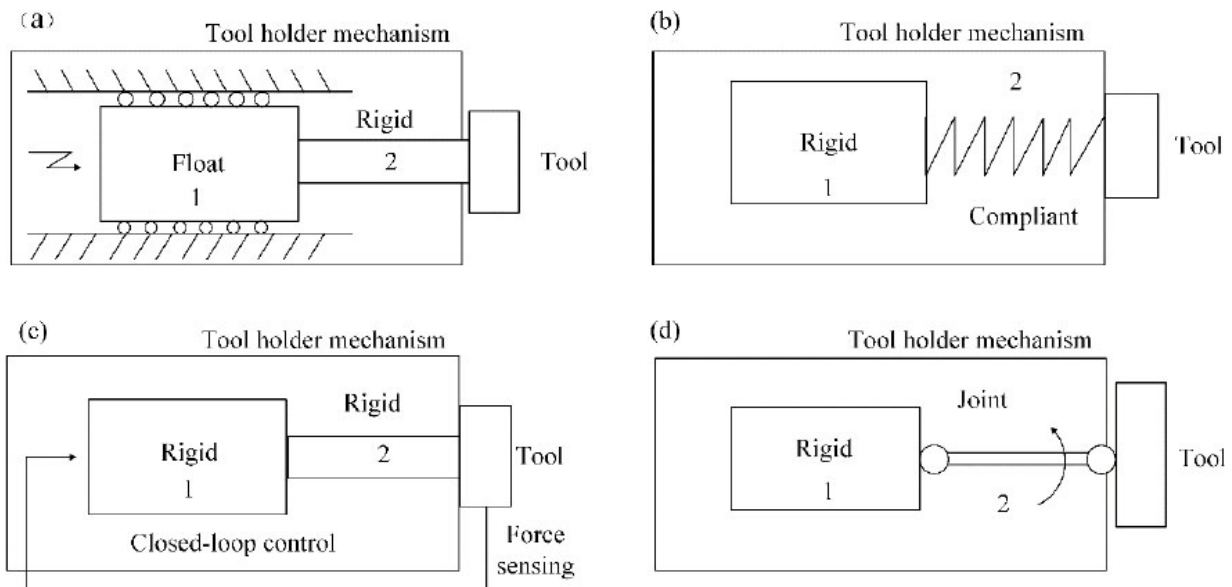 (a)
Tool holder mechanism
Rigid
2
Float
1
Tool
(b)
Tool holder mechanism
2
Rigid
1
Compliant
Tool
(c)
Tool holder mechanism
Rigid
2
Rigid
1
Tool
Closed-loop control
Force
sensing
(d)
Tool holder mechanism
Joint
Rigid
1
2
Tool